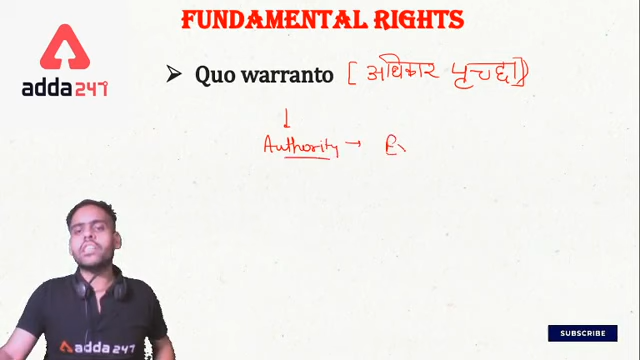 FUNDAMENTAL RIGHTS
adda247
➤ Quo warranto [अधिकार पृच्छा]
↓
Authority →
adda247
SUBSCRIBE